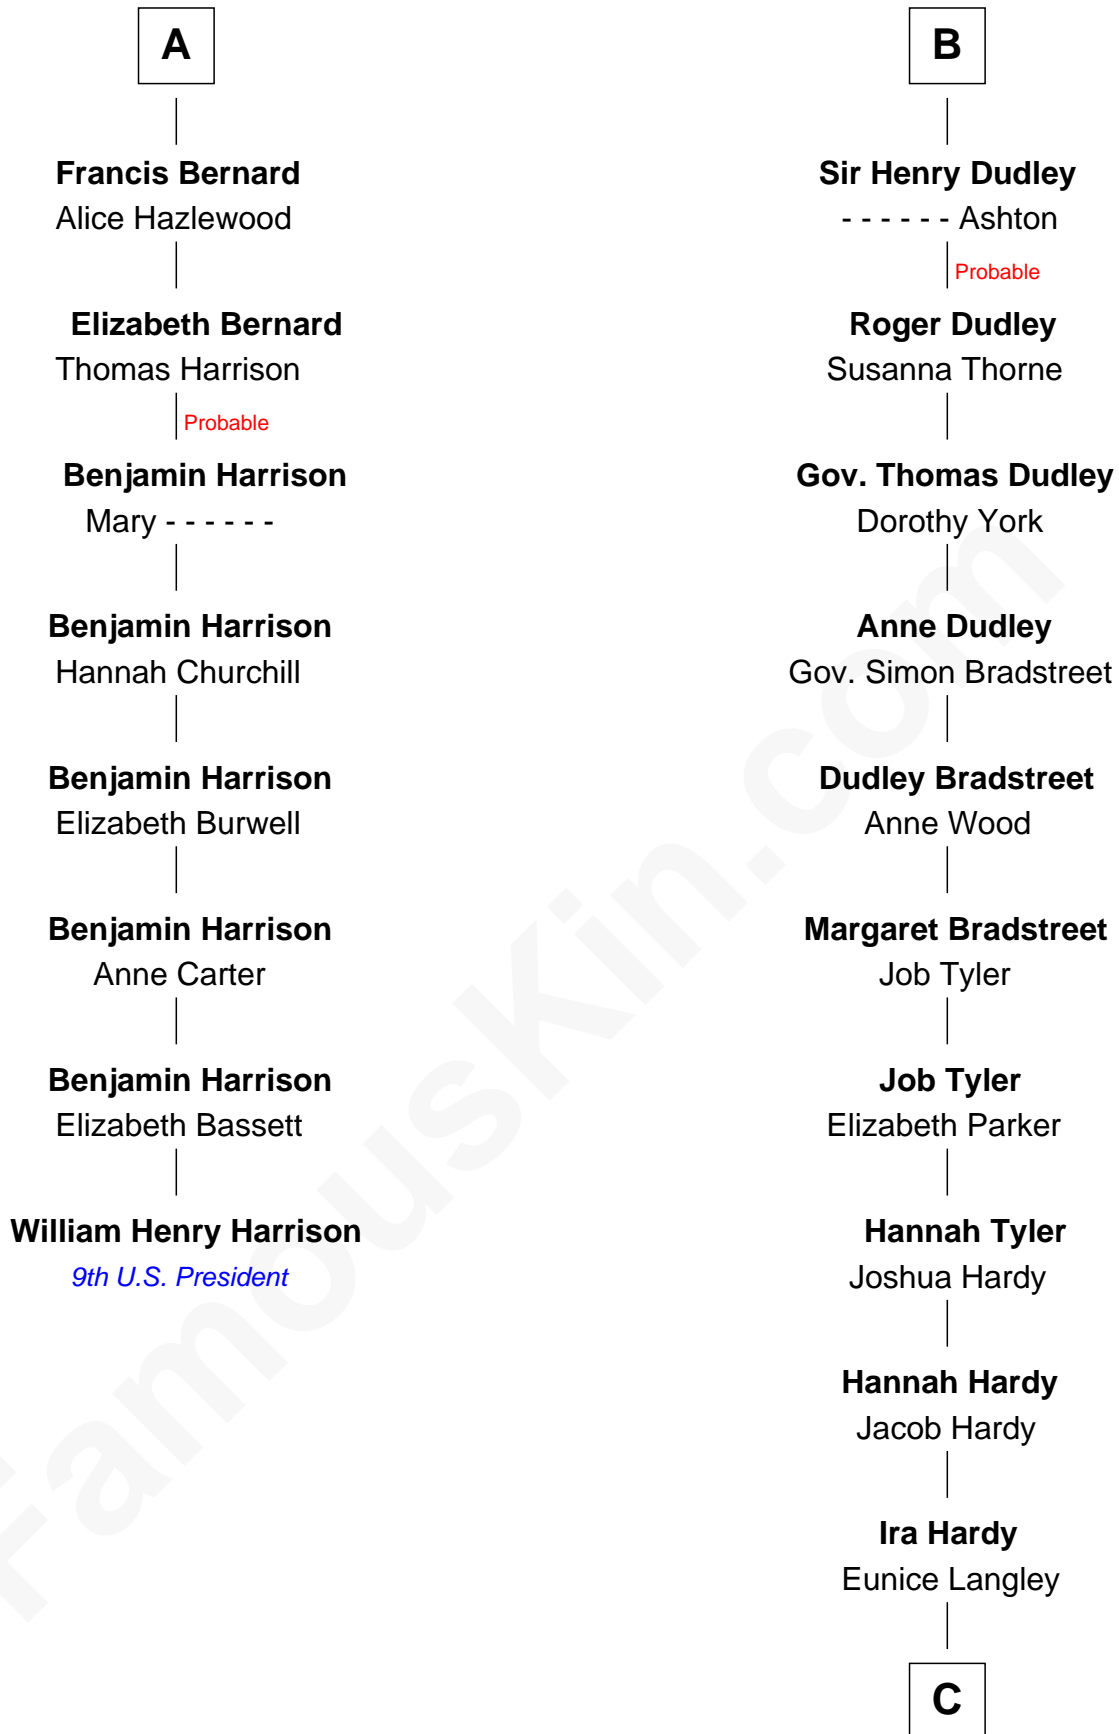 A
Francis Bernard
Alice Hazlewood
Elizabeth Bernard
Thomas Harrison
Probable
Benjamin Harrison
Mary - - - - - -
Benjamin Harrison
Hannah Churchill
Benjamin Harrison
Elizabeth Burwell
Benjamin Harrison
Anne Carter
Benjamin Harrison
Elizabeth Bassett
William Henry Harrison
9th U.S. President
B
Sir Henry Dudley
- - - - - - Ashton
Probable
Roger Dudley
Susanna Thorne
Gov. Thomas Dudley
Dorothy York
Anne Dudley
Gov. Simon Bradstreet
Dudley Bradstreet
Anne Wood
Margaret Bradstreet
Job Tyler
Job Tyler
Elizabeth Parker
Hannah Tyler
Joshua Hardy
Hannah Hardy
Jacob Hardy
Ira Hardy
Eunice Langley
C
FamousKin.com